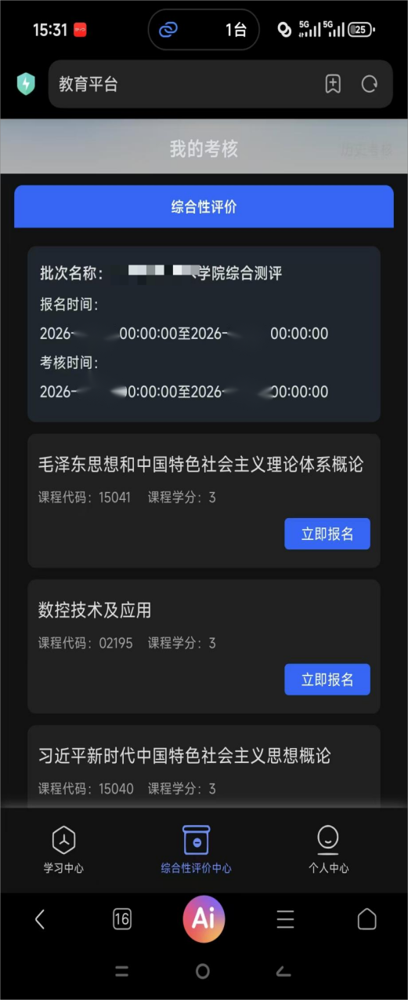 15:31
1台
5G
5G
25
教育平台
我的考核
历史考核
综合性评价
批次名称：
学院综合测评
报名时间：
2026-
00:00:00至2026-
00:00:00
考核时间：
2026-
0:00:00至2026-
00:00:00
毛泽东思想和中国特色社会主义理论体系概论
课程代码：15041 课程学分：3
立即报名
数控技术及应用
课程代码：02195 课程学分：3
立即报名
习近平新时代中国特色社会主义思想概论
课程代码：15040 课程学分：3
学习中心
综合性评价中心
个人中心
16
Ai